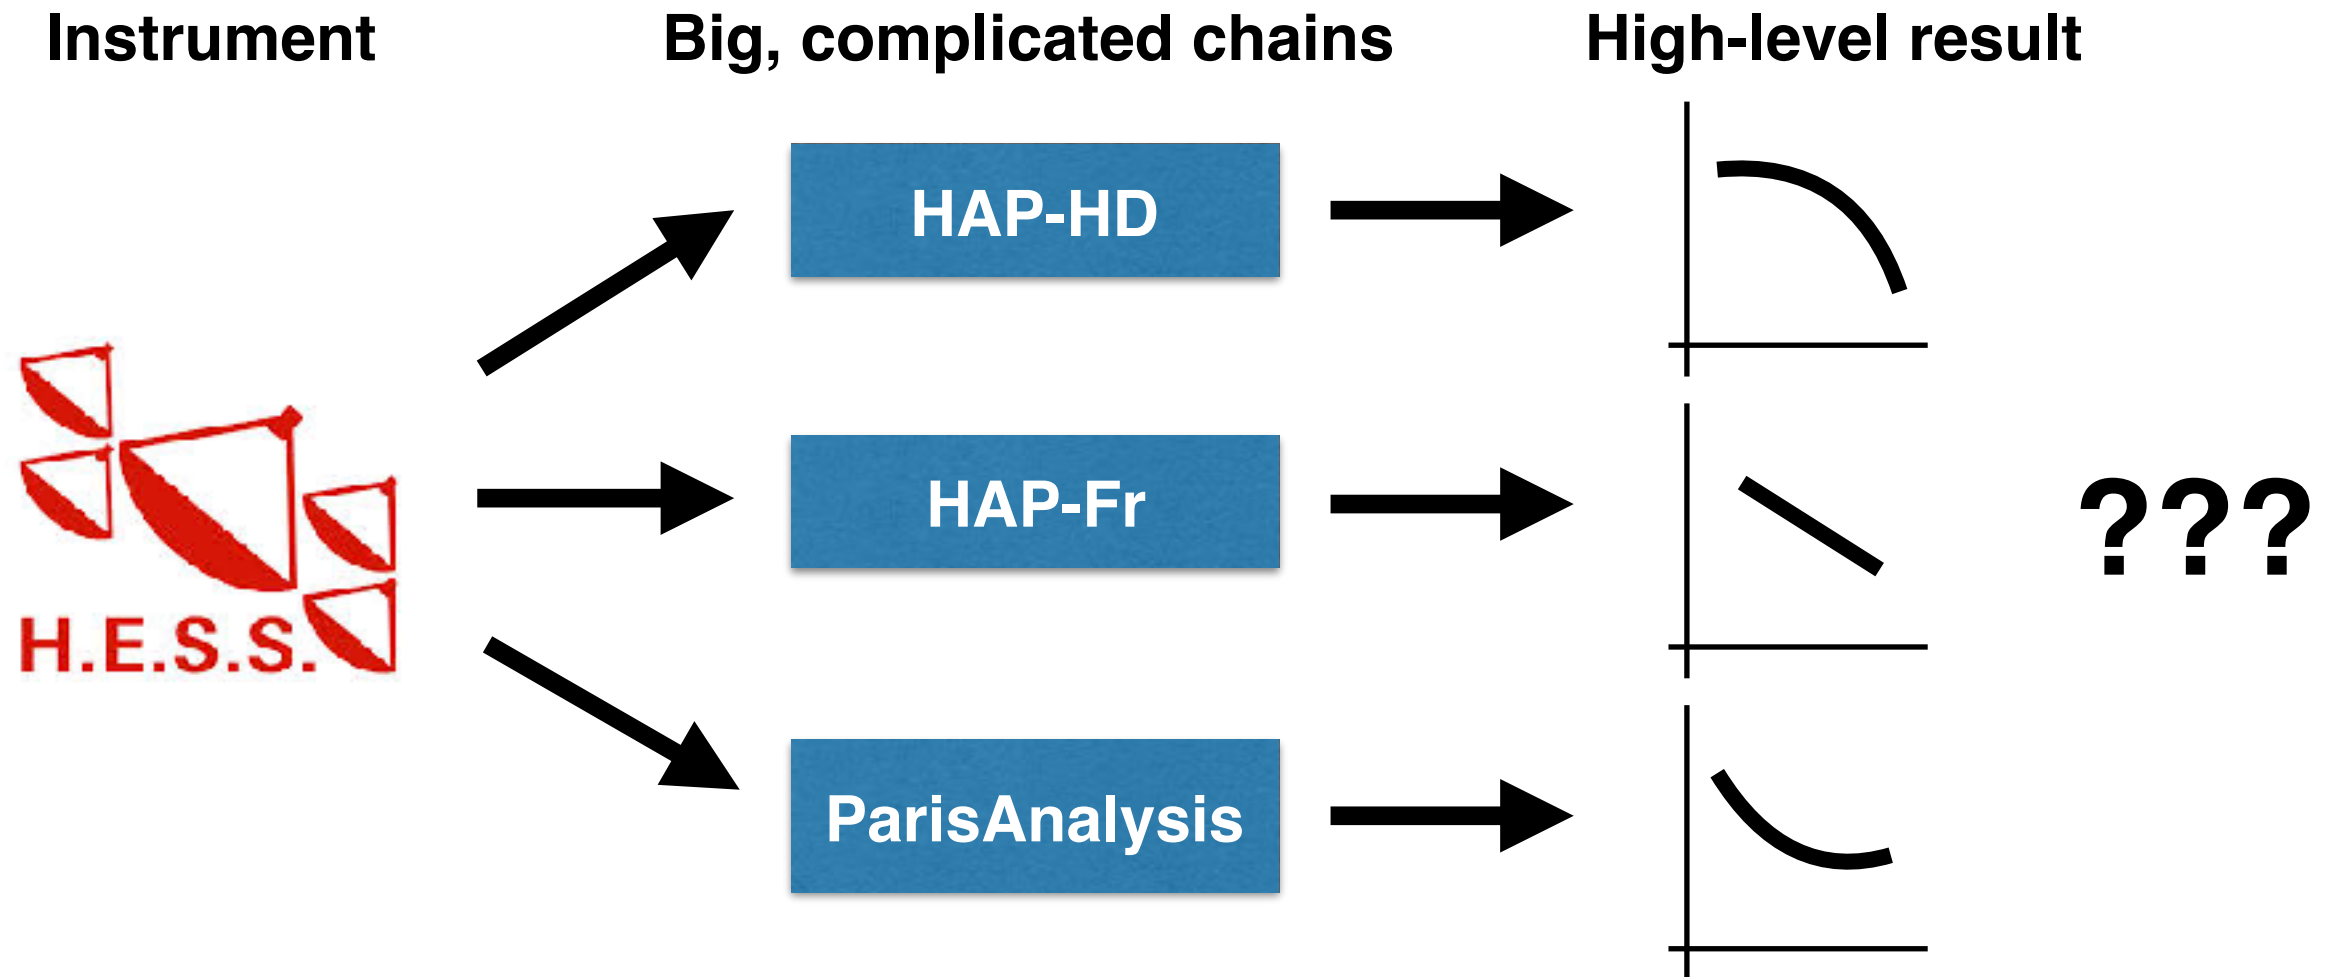 Instrument
Big, complicated chains
High-level result
HAP-HD
HAP-Fr
???
H.E.S.S.
ParisAnalysis